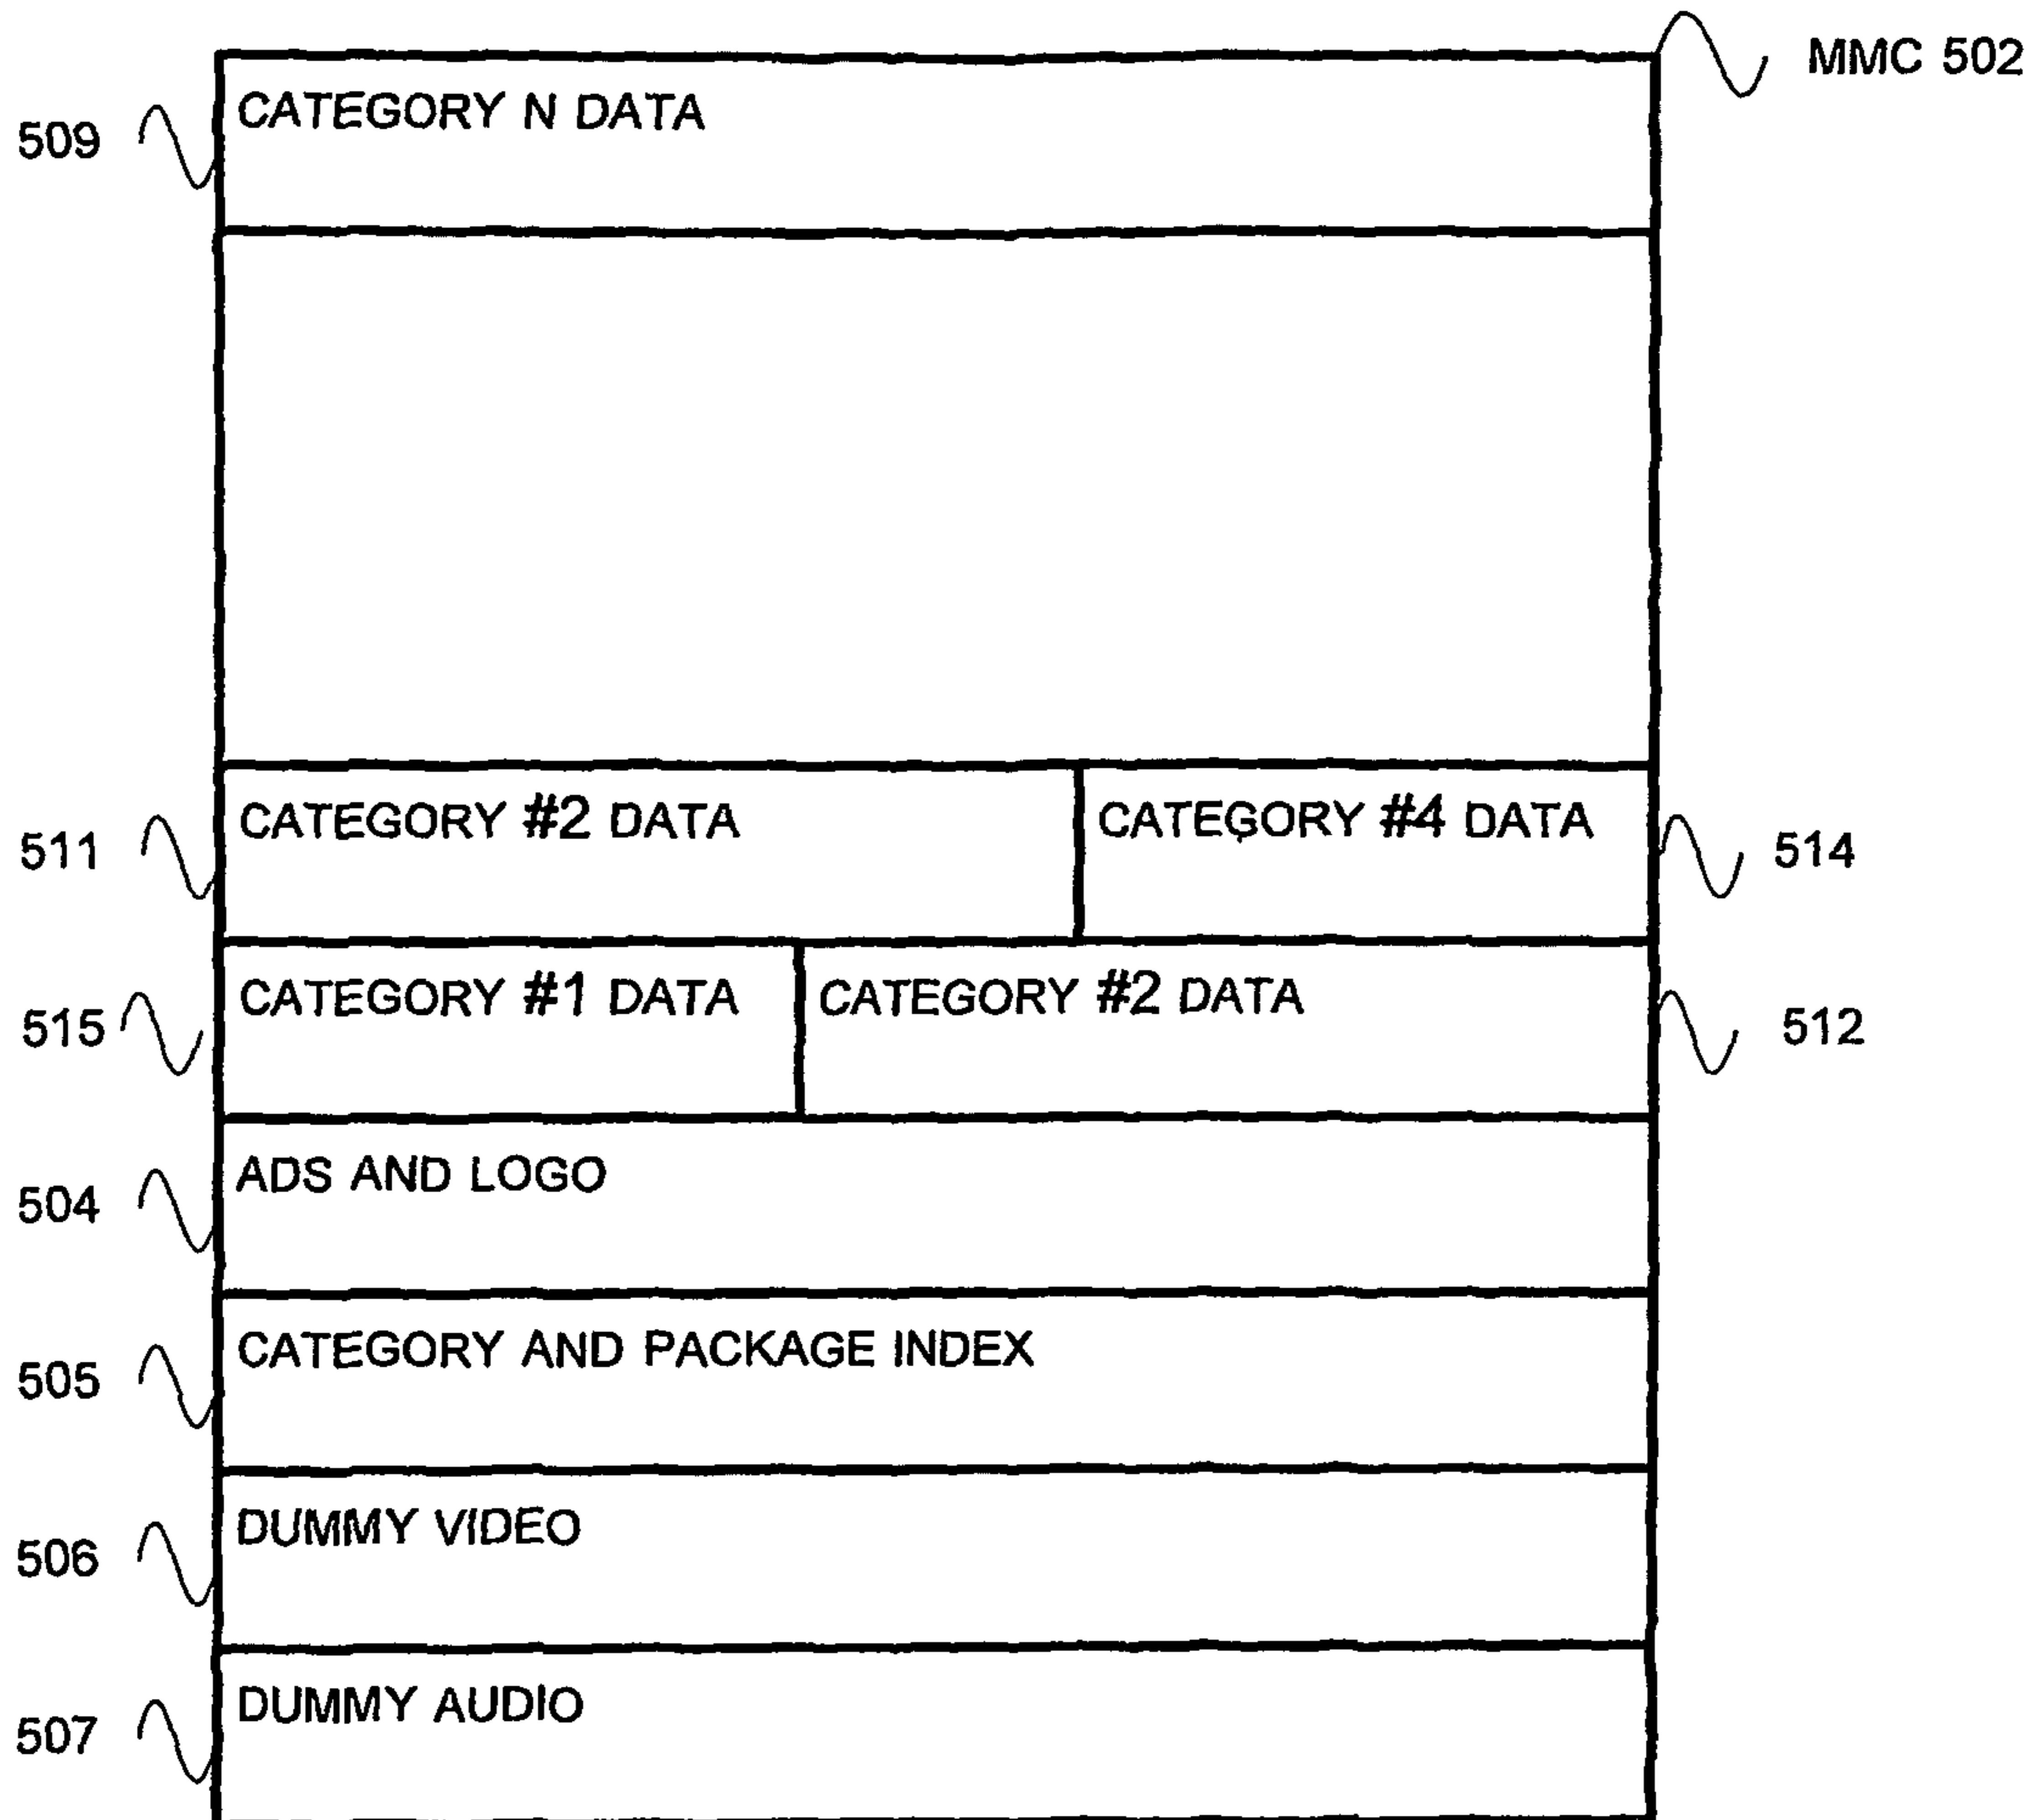 MMC 502
509 CATEGORY N DATA
511 CATEGORY #2 DATA CATEGORY #4 DATA 514
515 CATEGORY #1 DATA CATEGORY #2 DATA 512
504 ADS AND LOGO
505 CATEGORY AND PACKAGE INDEX
506 DUMMY VIDEO
507 DUMMY AUDIO